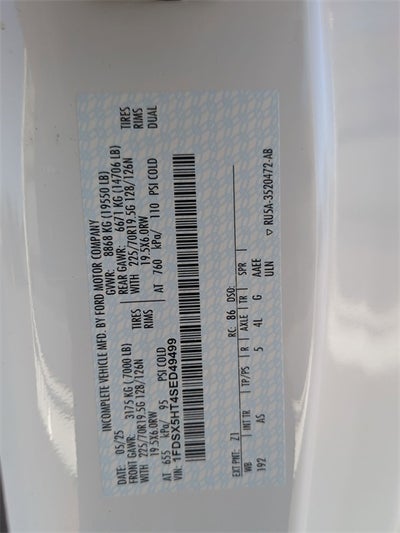 INCOMPLETE VEHICLE MFD. BY FORD MOTOR COMPANY
DATE: 05/25 GVWR: 8868 KG (19550 LB)
FRONT GAWR: 3175 KG (7000 LB) REAR GAWR: 6671 KG (14706 LB)
WITH 225/70R19.5G 128/126N TIRES WITH 225/70R19.5G 128/126N TIRES
19.5X6.0RW RIMS 19.5X6.0RW RIMS
AT 655 kPa/ 95 PSI COLD AT 760 kPa/ 110 PSI COLD DUAL
VIN: 1FDSX5HT4SED49499
EXT PNT: Z1 RC: 86 DSO:
WB INT TR TP/PS R AXLE TR SPR
192 AS 5 4L G AAEE
ULN ▽ RU5A-3520472-AB